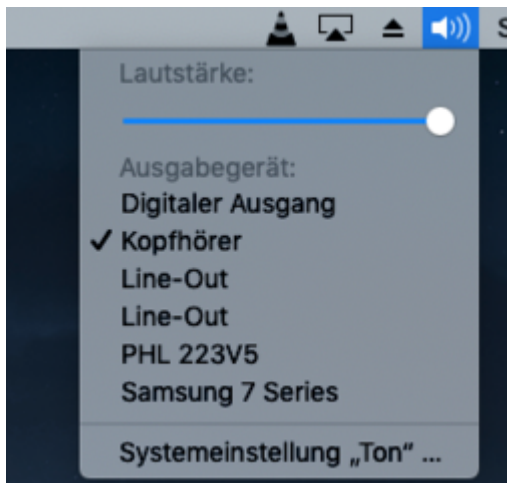 S
Lautstärke:
Ausgabegerät:
Digitaler Ausgang
Kopfhörer
Line-Out
Line-Out
PHL 223V5
Samsung 7 Series
Systemeinstellung „Ton" ...